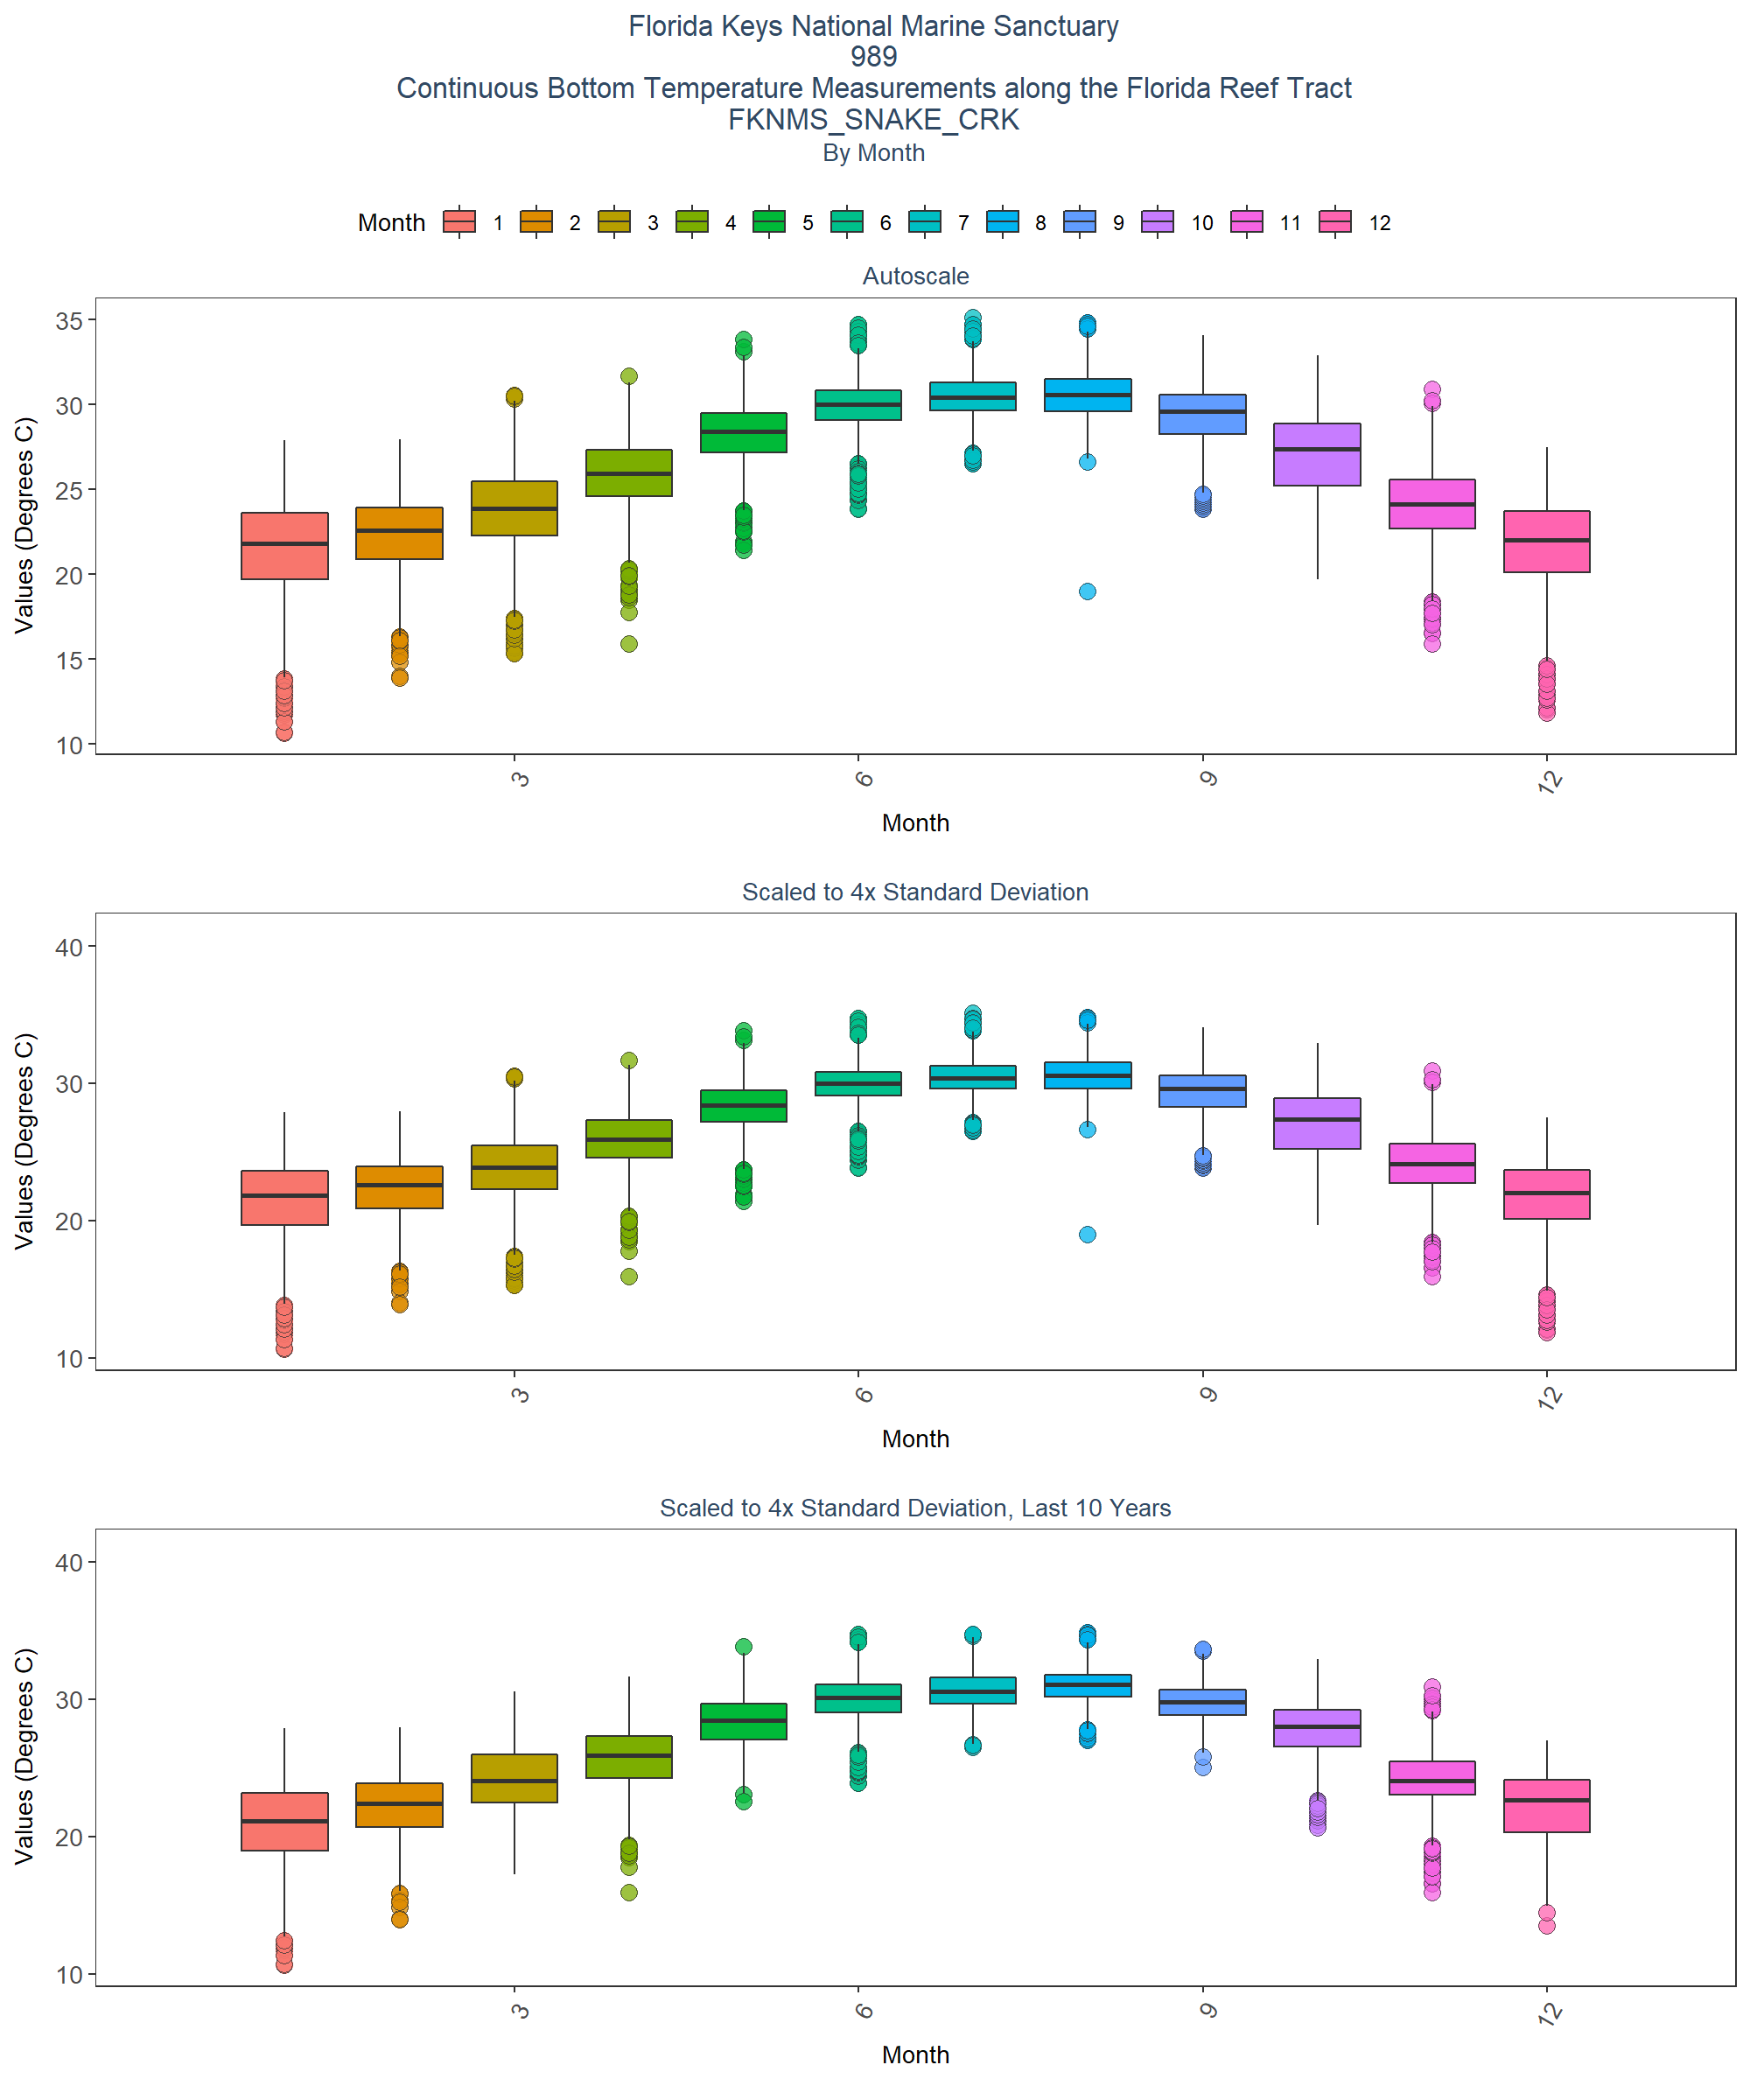 Florida Keys National Marine Sanctuary
989
Continuous Bottom Temperature Measurements along the Florida Reef Tract
FKNMS_SNAKE_CRK
By Month
Month 1 2 3 4 5 6 7 8 9 10 11 12
Autoscale
Values (Degrees C)
35
30
25
20
15
10
3 6 9 12
Month
Scaled to 4x Standard Deviation
Values (Degrees C)
40
30
20
10
3 6 9 12
Month
Scaled to 4x Standard Deviation, Last 10 Years
Values (Degrees C)
40
30
20
10
3 6 9 12
Month